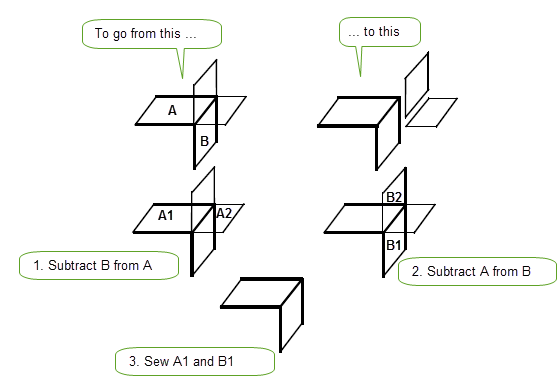 To go from this ...
... to this
A
B
A1
A2
B2
B1
1. Subtract B from A
2. Subtract A from B
3. Sew A1 and B1